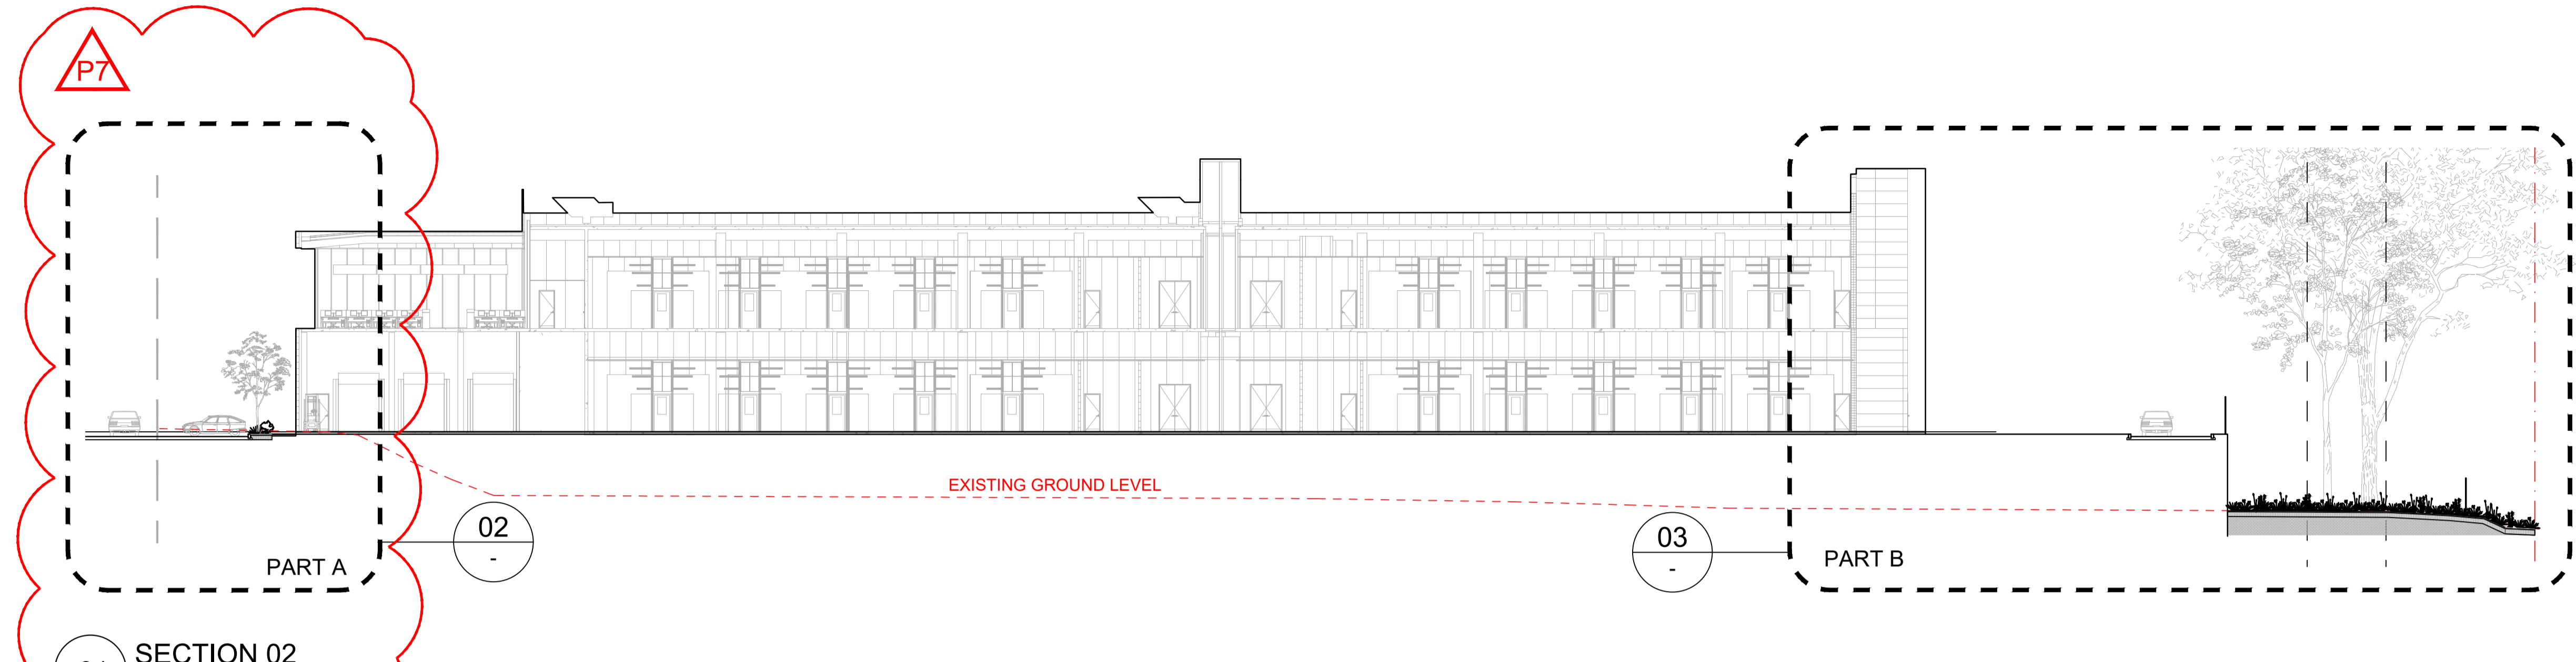 P7
EXISTING GROUND LEVEL
02
-
03
-
PART A
PART B
SECTION 02